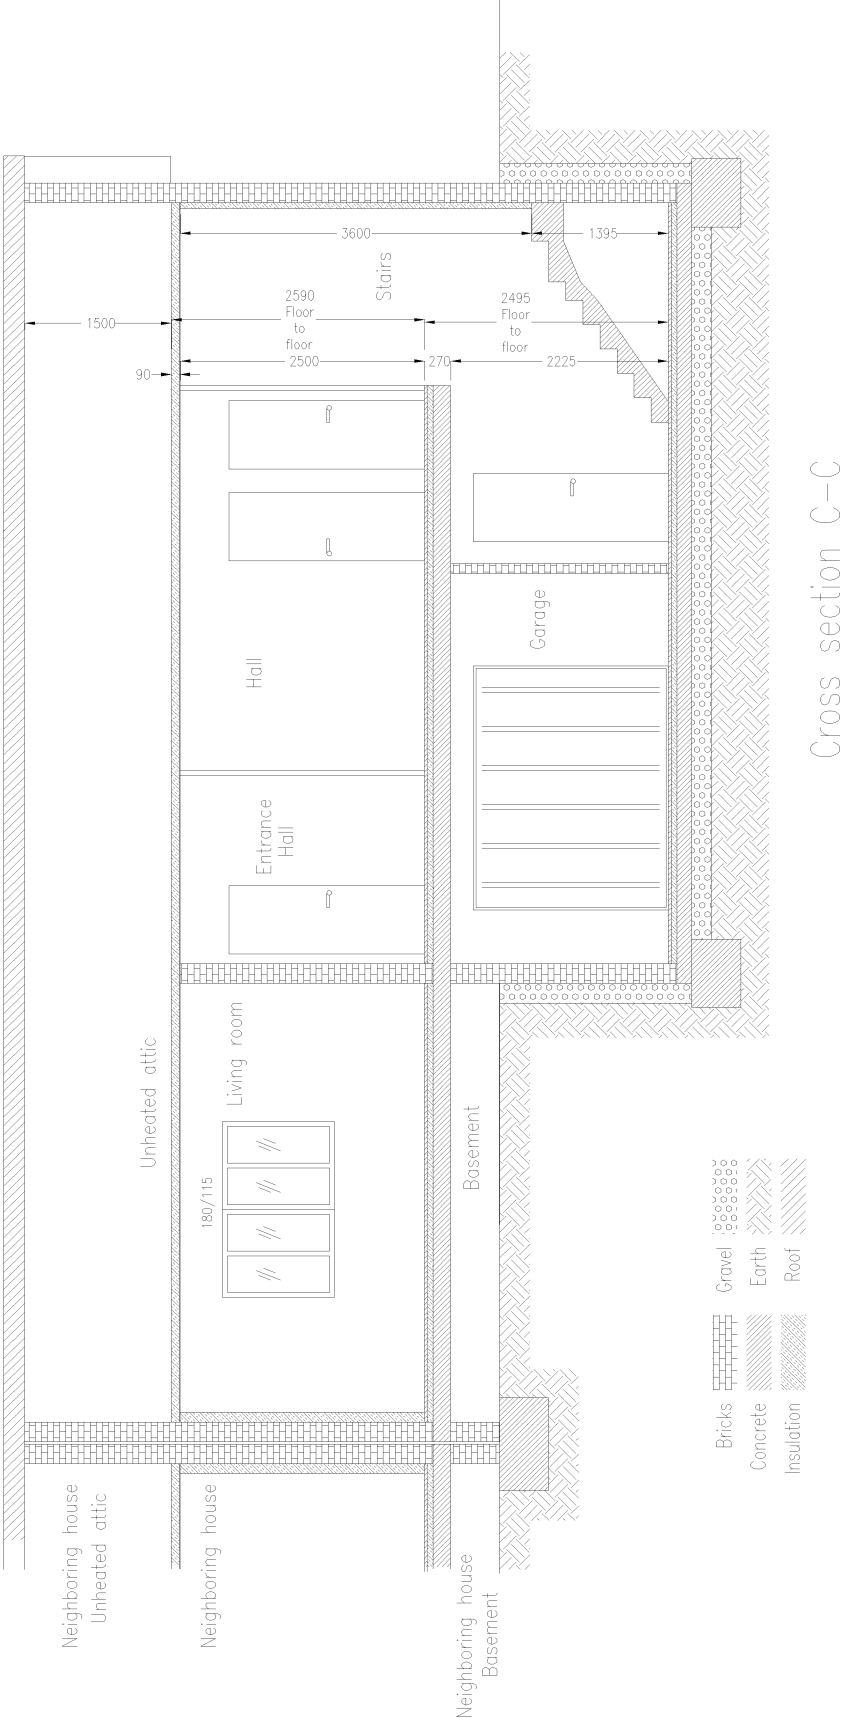 Neighboring house
Unheated attic
Unheated attic
1500
90
Neighboring house
180/115
Living room
Entrance
Hall
Hall
2590
Floor
to
floor
2500
270
3600
Stairs
2495
Floor
to
floor
2225
1395
Neighboring house
Basement
Basement
Garage
Bricks
Gravel
Concrete
Earth
Insulation
Roof
Cross section C-C